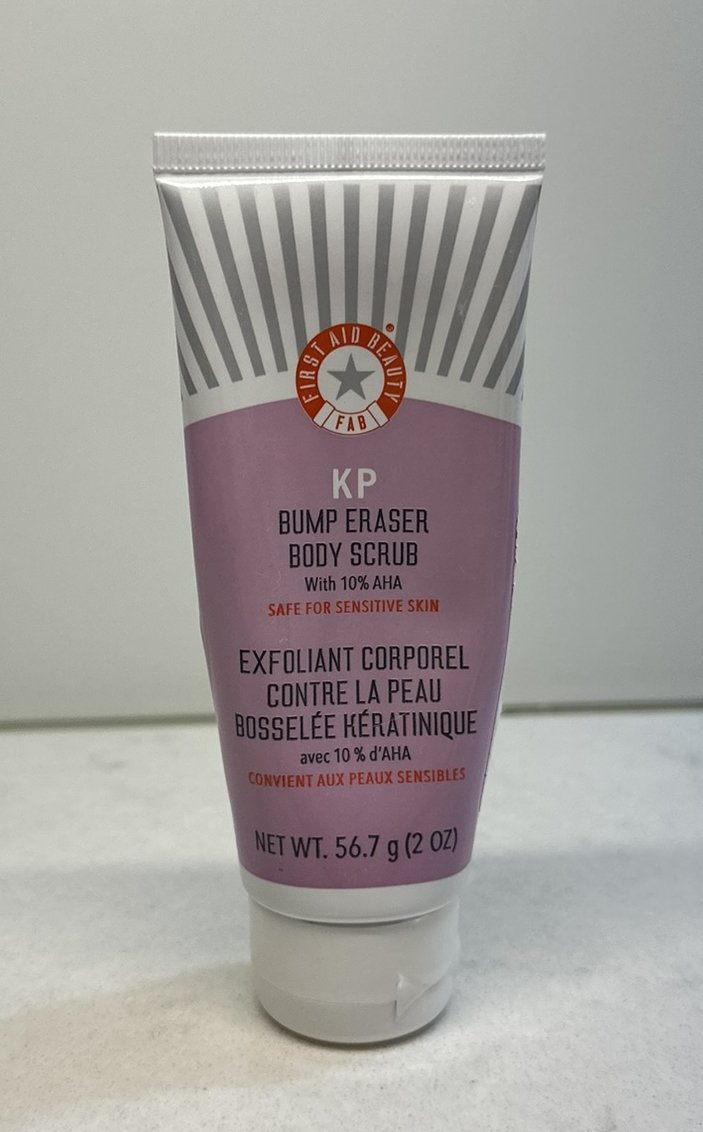 FIRST AID BEAUTY®
FAB
KP
BUMP ERASER
BODY SCRUB
With 10% AHA
SAFE FOR SENSITIVE SKIN
EXFOLIANT CORPOREL
CONTRE LA PEAU
BOSSELÉE KÉRATINIQUE
avec 10 % d'AHA
CONVIENT AUX PEAUX SENSIBLES
NET WT. 56.7 g (2 OZ)